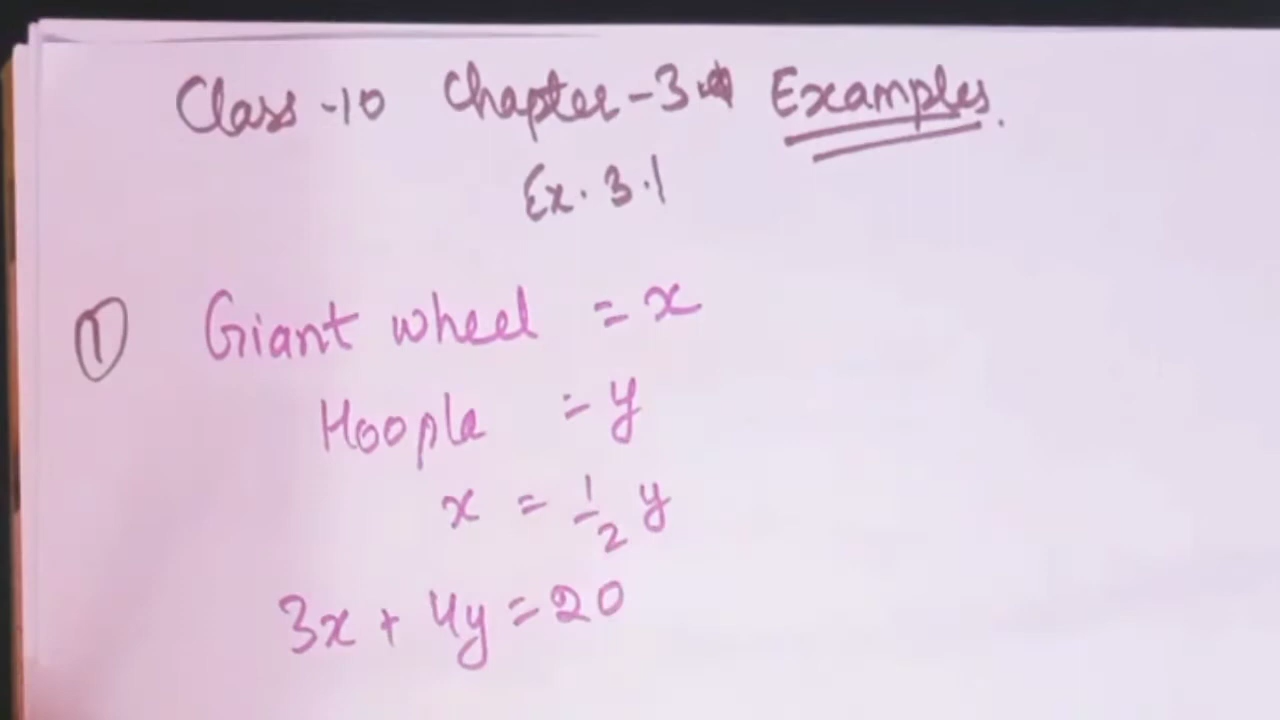 Class -10 Chapter - 3 Examples.
Ex. 3.1
① Giant wheel = x
Hoopla = y
x = 1/2 y
3x + 4y = 20